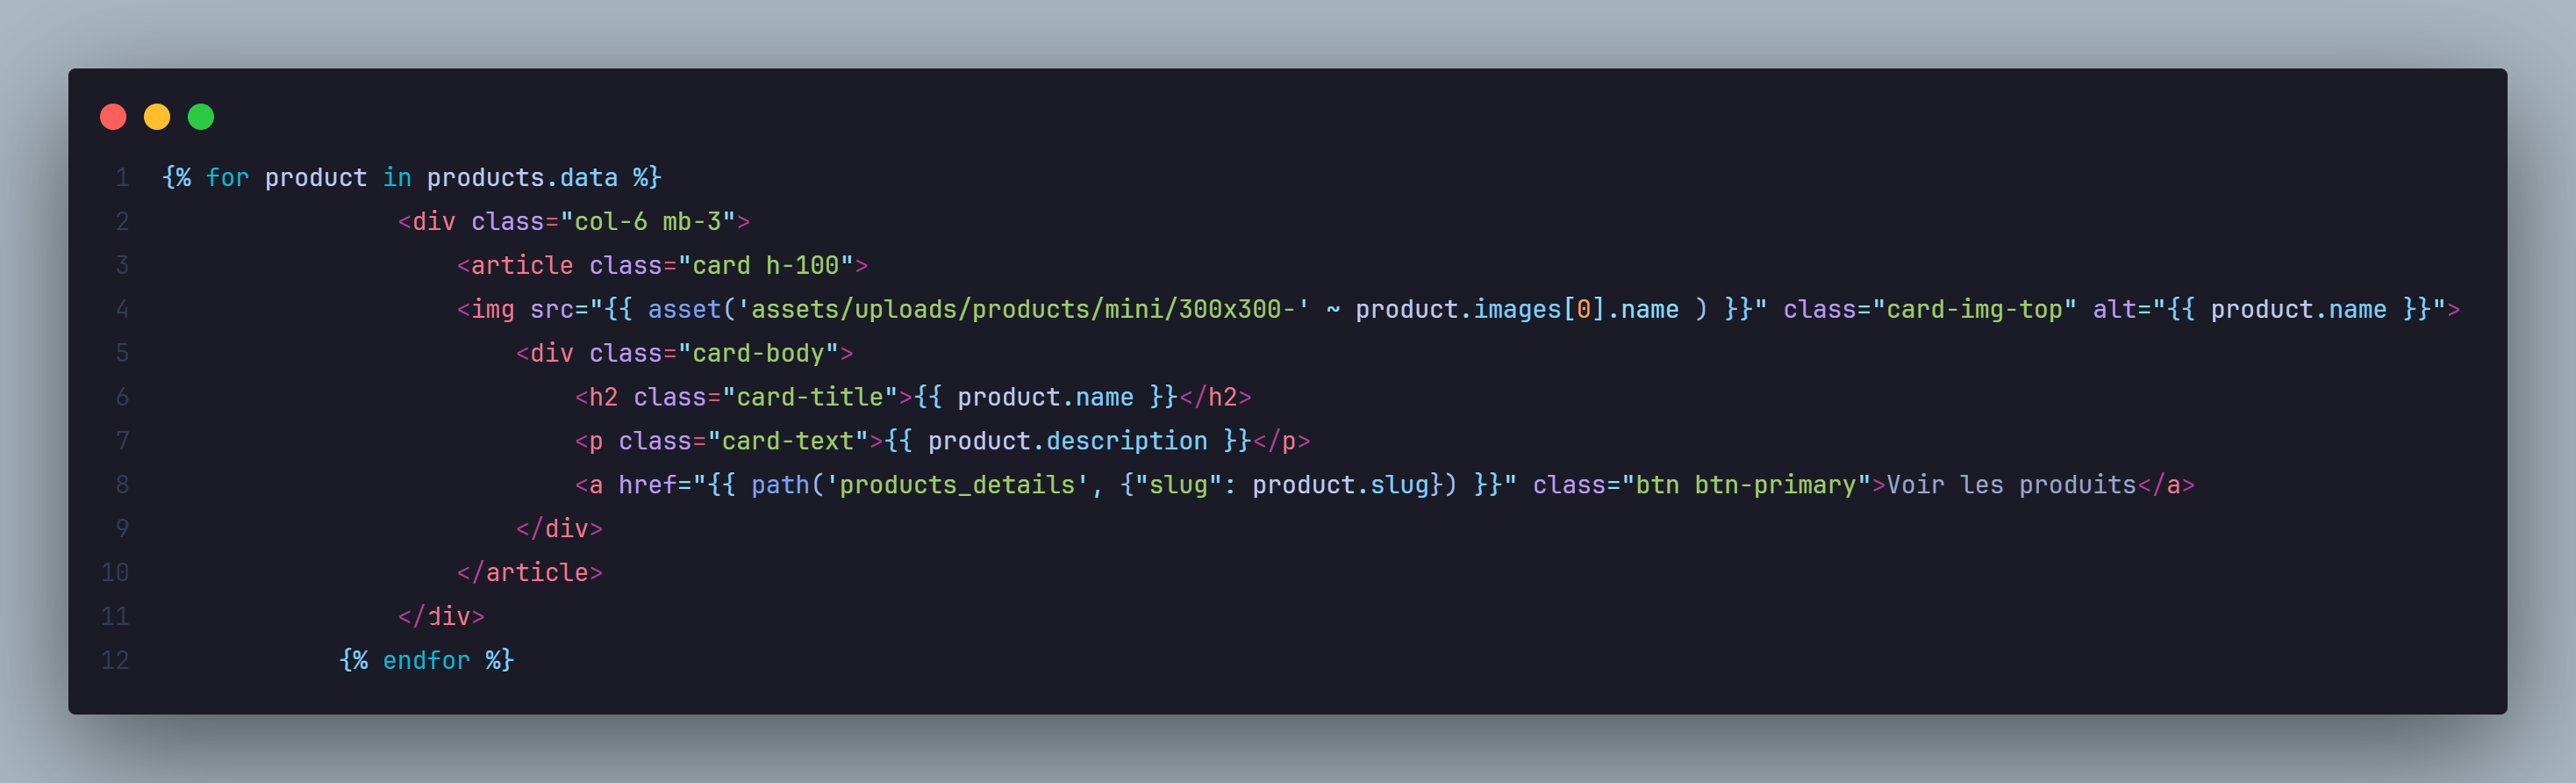 1 {% for product in products.data %}
2 <div class="col-6 mb-3">
3 <article class="card h-100">
4 <img src="{{ asset('assets/uploads/products/mini/300x300-' ~ product.images[0].name ) }}" class="card-img-top" alt="{{ product.name }}">
5 <div class="card-body">
6 <h2 class="card-title">{{ product.name }}</h2>
7 <p class="card-text">{{ product.description }}</p>
8 <a href="{{ path('products_details', {"slug": product.slug}) }}" class="btn btn-primary">Voir les produits</a>
9 </div>
10 </article>
11 </div>
12 {% endfor %}